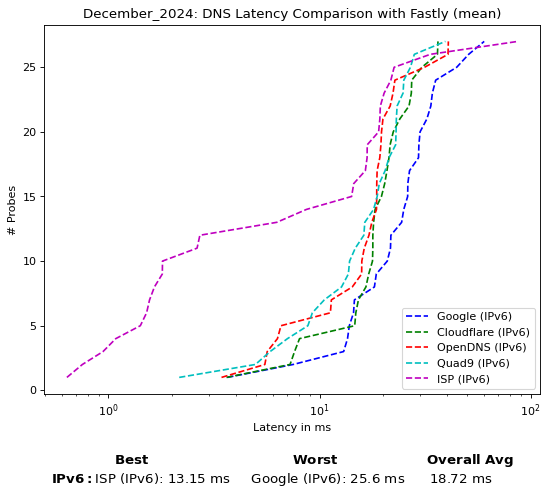 December_2024: DNS Latency Comparison with Fastly (mean)
25
20
15
10
5
0
# Probes
Google (IPv6)
Cloudflare (IPv6)
OpenDNS (IPv6)
Quad9 (IPv6)
ISP (IPv6)
10^0 10^1 10^2
Latency in ms
Best Worst Overall Avg
IPv6: ISP (IPv6): 13.15 ms Google (IPv6): 25.6 ms 18.72 ms